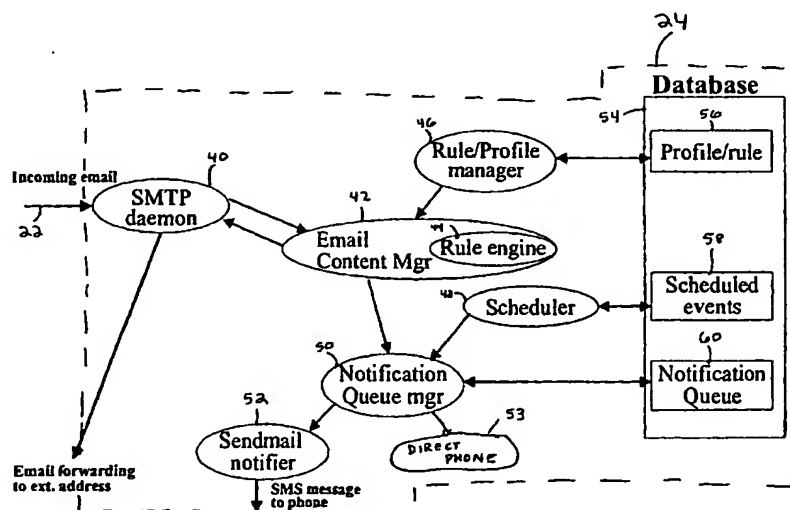 24
Database
54
56
Profile/rule
46
Rule/Profile
manager
40
Incoming email
SMTP
daemon
22
42
Email
Content Mgr
Rule engine
58
Scheduled
events
Scheduler
60
Notification
Queue
50
Notification
Queue mgr
52
Sendmail
notifier
53
DIRECT
PHONE
Email forwarding
to ext. address
SMS message
to phone